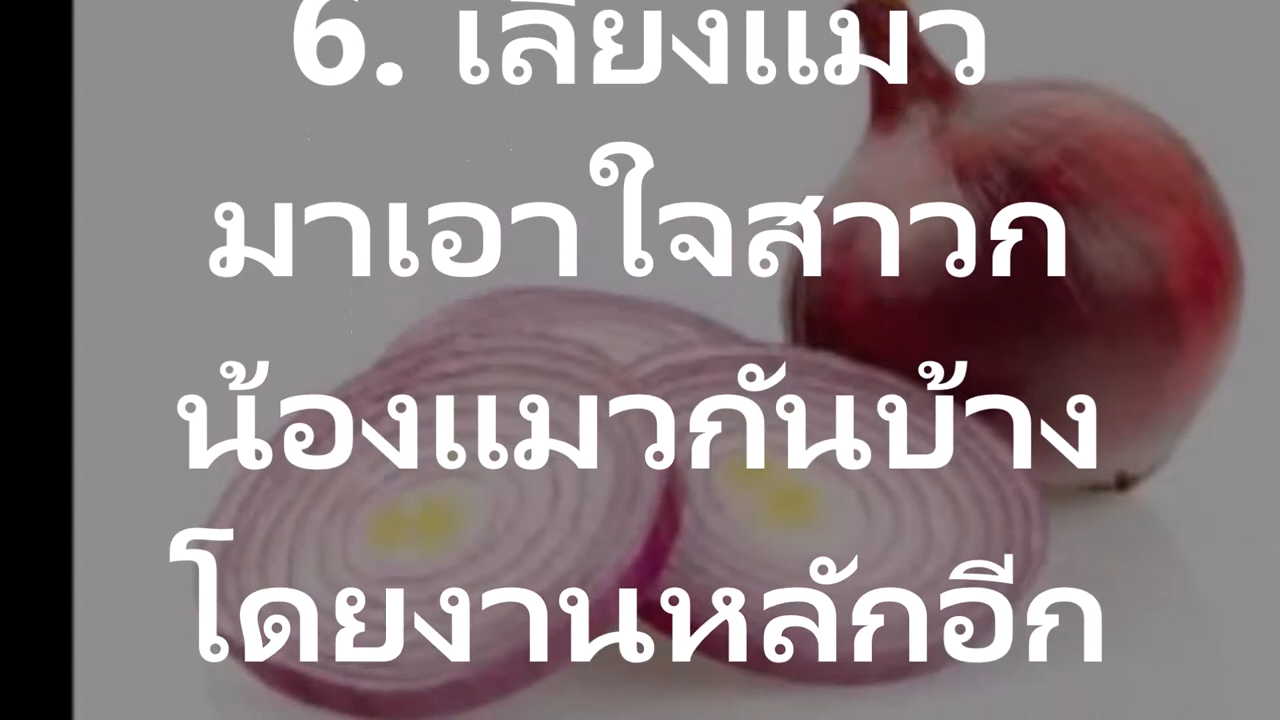 6. เลี้ยงแมว
มาเอาใจสาวก
น้องแมวกันบ้าง
โดยงานหลักอีก